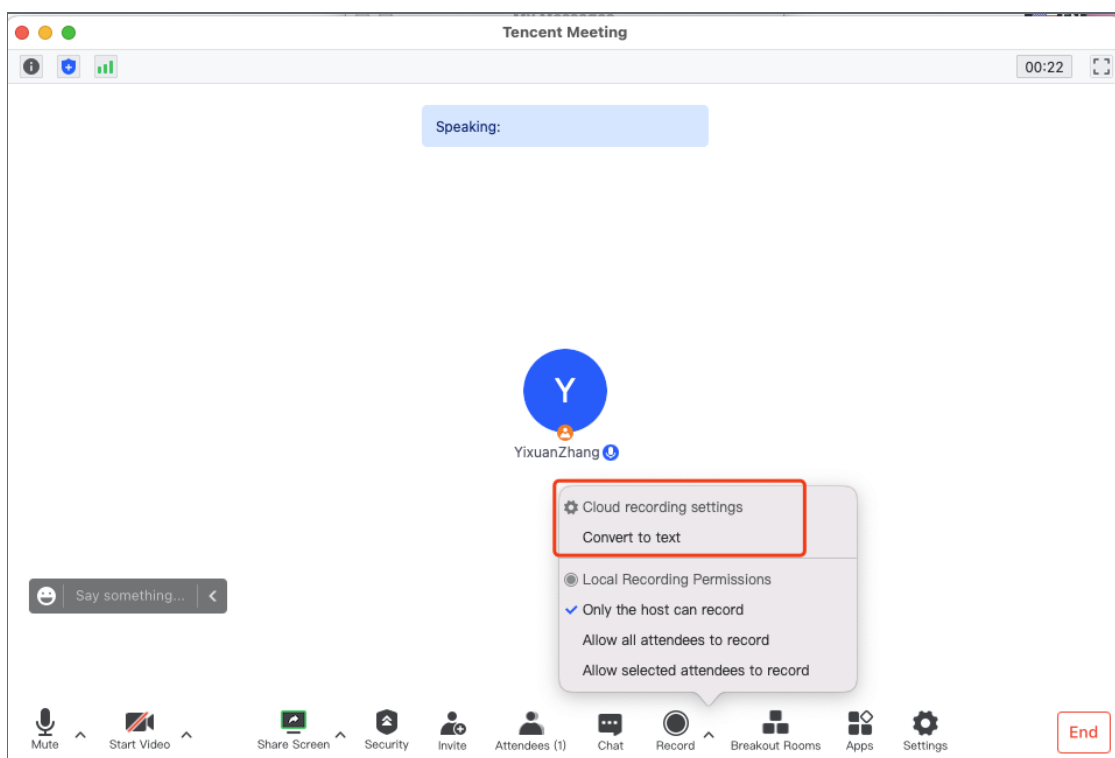 Tencent Meeting
00:22
Speaking:
Y
YixuanZhang
Cloud recording settings
Convert to text
Local Recording Permissions
Only the host can record
Allow all attendees to record
Allow selected attendees to record
Say something...
Mute
Start Video
Share Screen
Security
Invite
Attendees (1)
Chat
Record
Breakout Rooms
Apps
Settings
End